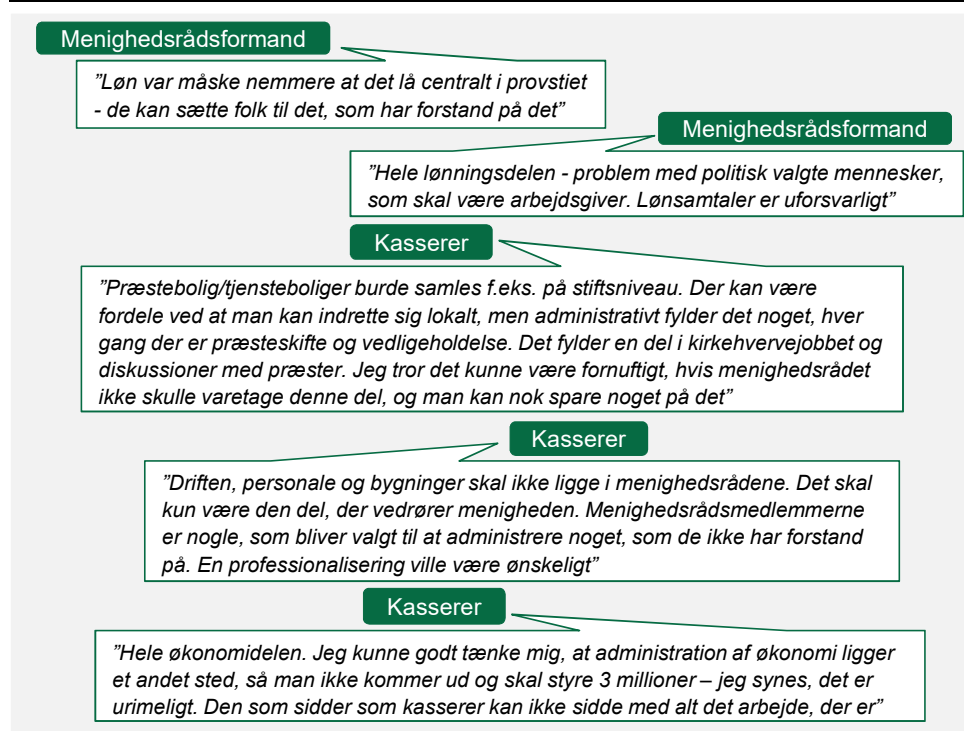 Menighedsrådsformand
”Løn var måske nemmere at det lå centralt i provstiet
- de kan sætte folk til det, som har forstand på det”
Menighedsrådsformand
”Hele lønningsdelen - problem med politisk valgte mennesker,
som skal være arbejdsgiver. Lønsamtaler er uforsvarligt”
Kasserer
”Præstebolig/tjensteboliger burde samles f.eks. på stiftsniveau. Der kan være
fordele ved at man kan indrette sig lokalt, men administrativt fylder det noget, hver
gang der er præsteskifte og vedligeholdelse. Det fylder en del i kirkehvervejobbet og
diskussioner med præster. Jeg tror det kunne være fornuftigt, hvis menighedsrådet
ikke skulle varetage denne del, og man kan nok spare noget på det”
Kasserer
”Driften, personale og bygninger skal ikke ligge i menighedsrådene. Det skal
kun være den del, der vedrører menigheden. Menighedsrådsmedlemmerne
er nogle, som bliver valgt til at administrere noget, som de ikke har forstand
på. En professionalisering ville være ønskeligt”
Kasserer
”Hele økonomidelen. Jeg kunne godt tænke mig, at administration af økonomi ligger
et andet sted, så man ikke kommer ud og skal styre 3 millioner – jeg synes, det er
urimeligt. Den som sidder som kasserer kan ikke sidde med alt det arbejde, der er”